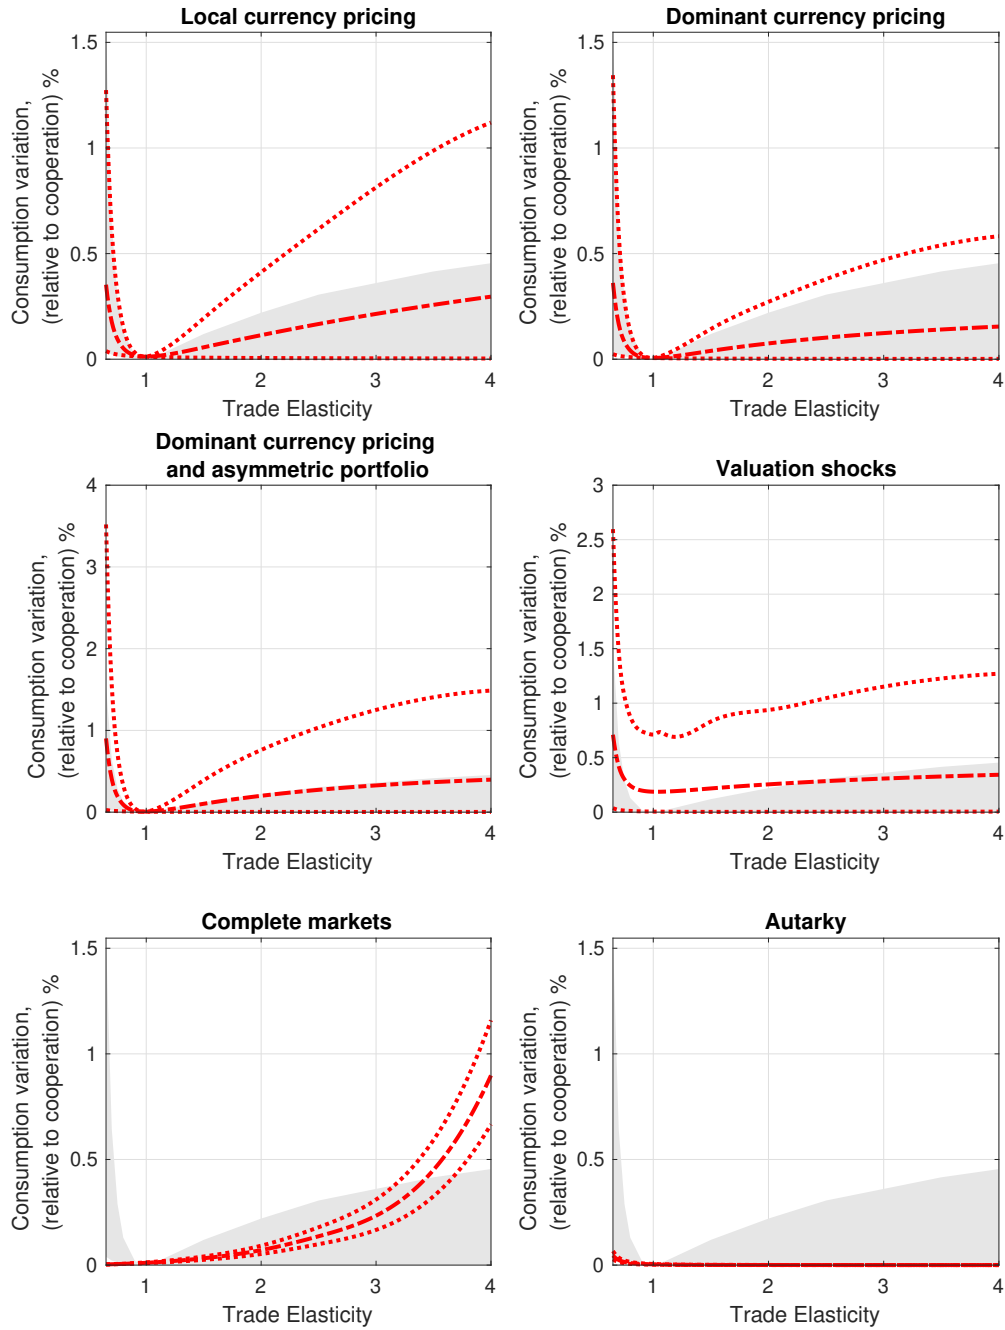 Local currency pricing
1.5
1
0.5
0
1 2 3 4
Consumption variation,
(relative to cooperation) %
Trade Elasticity
Dominant currency pricing
1.5
1
0.5
0
1 2 3 4
Consumption variation,
(relative to cooperation) %
Trade Elasticity
Dominant currency pricing
and asymmetric portfolio
4
3
2
1
0
1 2 3 4
Consumption variation,
(relative to cooperation) %
Trade Elasticity
Valuation shocks
3
2.5
2
1.5
1
0.5
0
1 2 3 4
Consumption variation,
(relative to cooperation) %
Trade Elasticity
Complete markets
1.5
1
0.5
0
1 2 3 4
Consumption variation,
(relative to cooperation) %
Trade Elasticity
Autarky
1.5
1
0.5
0
1 2 3 4
Consumption variation,
(relative to cooperation) %
Trade Elasticity